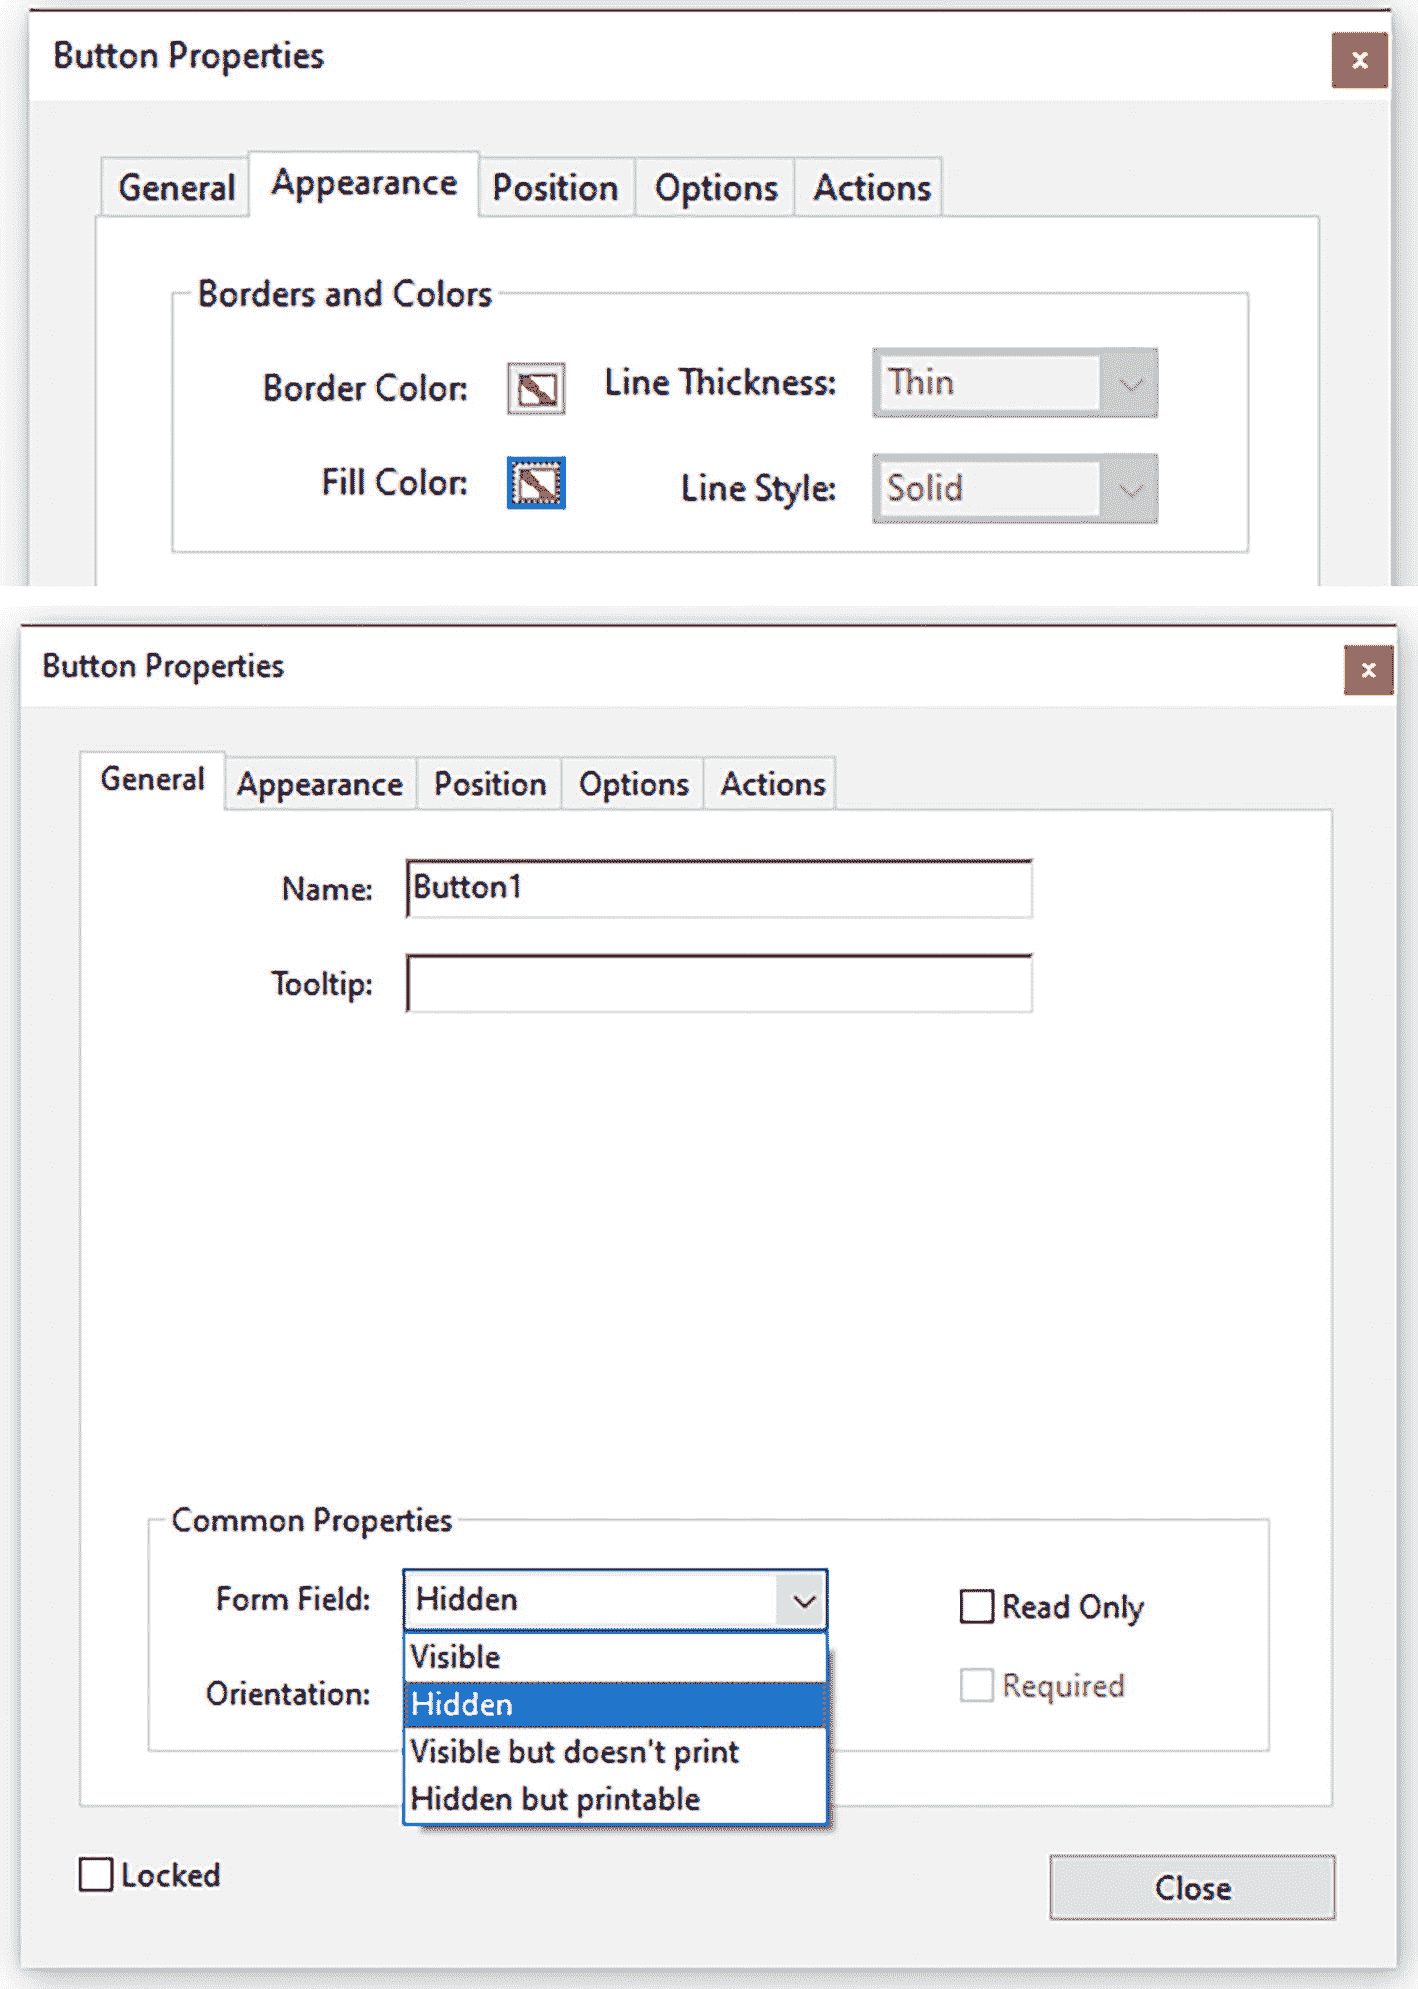 Button Properties
x
General Appearance Position Options Actions
Borders and Colors
Border Color: Line Thickness: Thin
Fill Color: Line Style: Solid
Button Properties
x
General Appearance Position Options Actions
Name: Button1
Tooltip:
Common Properties
Form Field: Hidden Read Only
Visible
Orientation: Hidden Required
Visible but doesn't print
Hidden but printable
Locked
Close